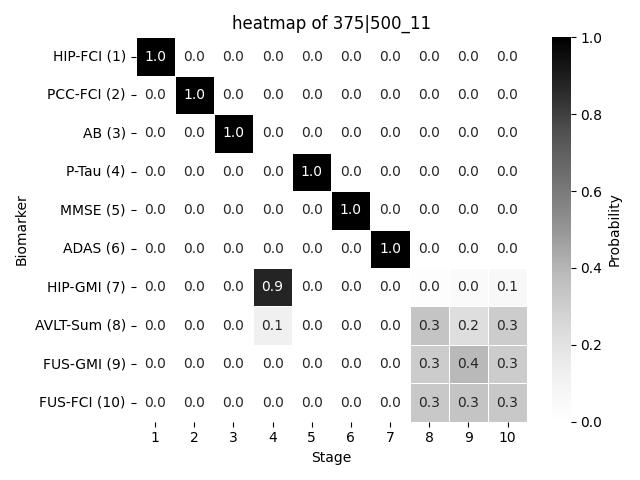 heatmap of 375|500_11
HIP-FCI (1) 1.0 0.0 0.0 0.0 0.0 0.0 0.0 0.0 0.0 0.0
PCC-FCI (2) 0.0 1.0 0.0 0.0 0.0 0.0 0.0 0.0 0.0 0.0
AB (3) 0.0 0.0 1.0 0.0 0.0 0.0 0.0 0.0 0.0 0.0
P-Tau (4) 0.0 0.0 0.0 0.0 1.0 0.0 0.0 0.0 0.0 0.0
MMSE (5) 0.0 0.0 0.0 0.0 0.0 1.0 0.0 0.0 0.0 0.0
ADAS (6) 0.0 0.0 0.0 0.0 0.0 0.0 1.0 0.0 0.0 0.0
HIP-GMI (7) 0.0 0.0 0.0 0.9 0.0 0.0 0.0 0.0 0.0 0.1
AVLT-Sum (8) 0.0 0.0 0.0 0.1 0.0 0.0 0.0 0.3 0.2 0.3
FUS-GMI (9) 0.0 0.0 0.0 0.0 0.0 0.0 0.0 0.3 0.4 0.3
FUS-FCI (10) 0.0 0.0 0.0 0.0 0.0 0.0 0.0 0.3 0.3 0.3
1 2 3 4 5 6 7 8 9 10
Stage
Biomarker
1.0
0.8
0.6
0.4
0.2
0.0
Probability